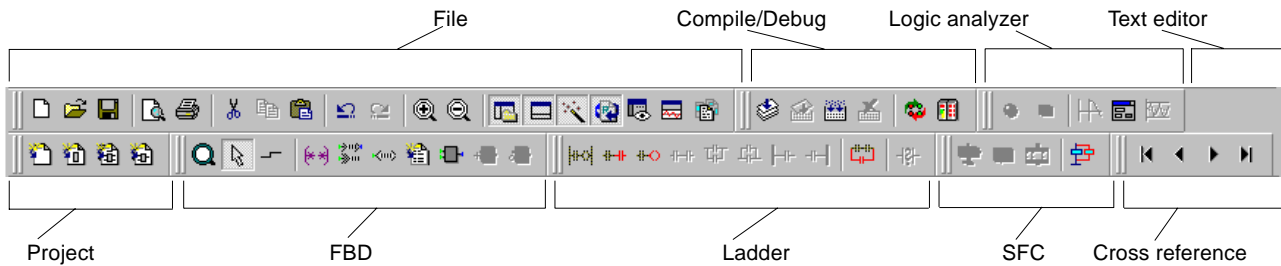 File
Compile/Debug
Logic analyzer
Text editor
Project
FBD
Ladder
SFC
Cross reference